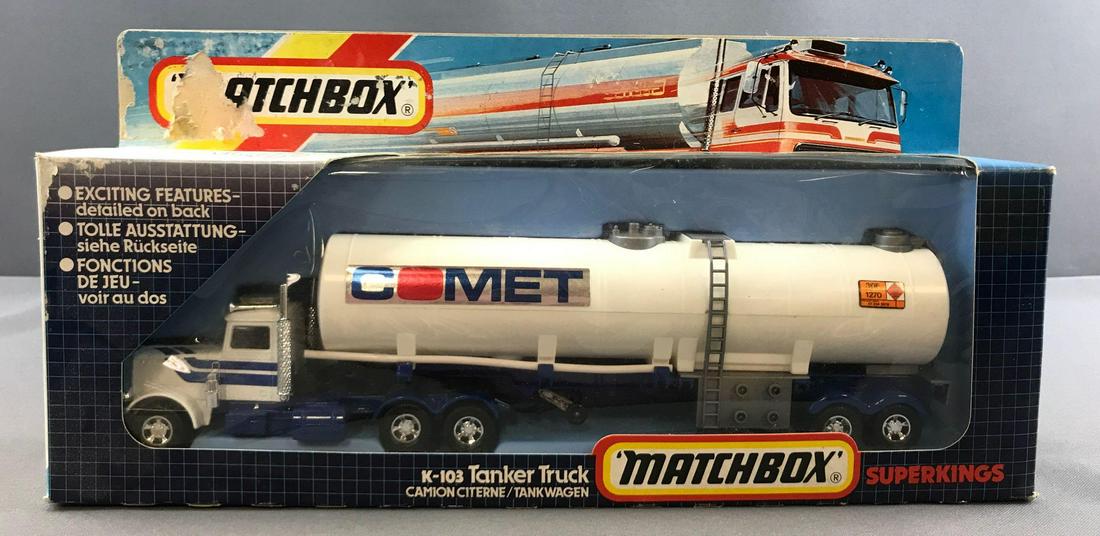 ATCHBOX®
● EXCITING FEATURES-
detailed on back
● TOLLE AUSSTATTUNG-
siehe Rückseite
● FONCTIONS
DE JEU-
voir au dos
COMET
1270
K-103 Tanker Truck
CAMION CITERNE/TANKWAGEN
'MATCHBOX'®
SUPERKINGS